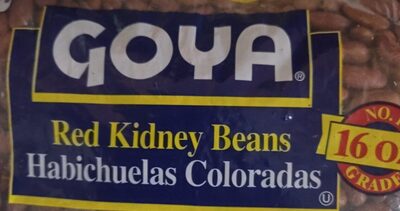 GOYA®
Red Kidney Beans
Habichuelas Coloradas
U
NO.
16 O
GRADE